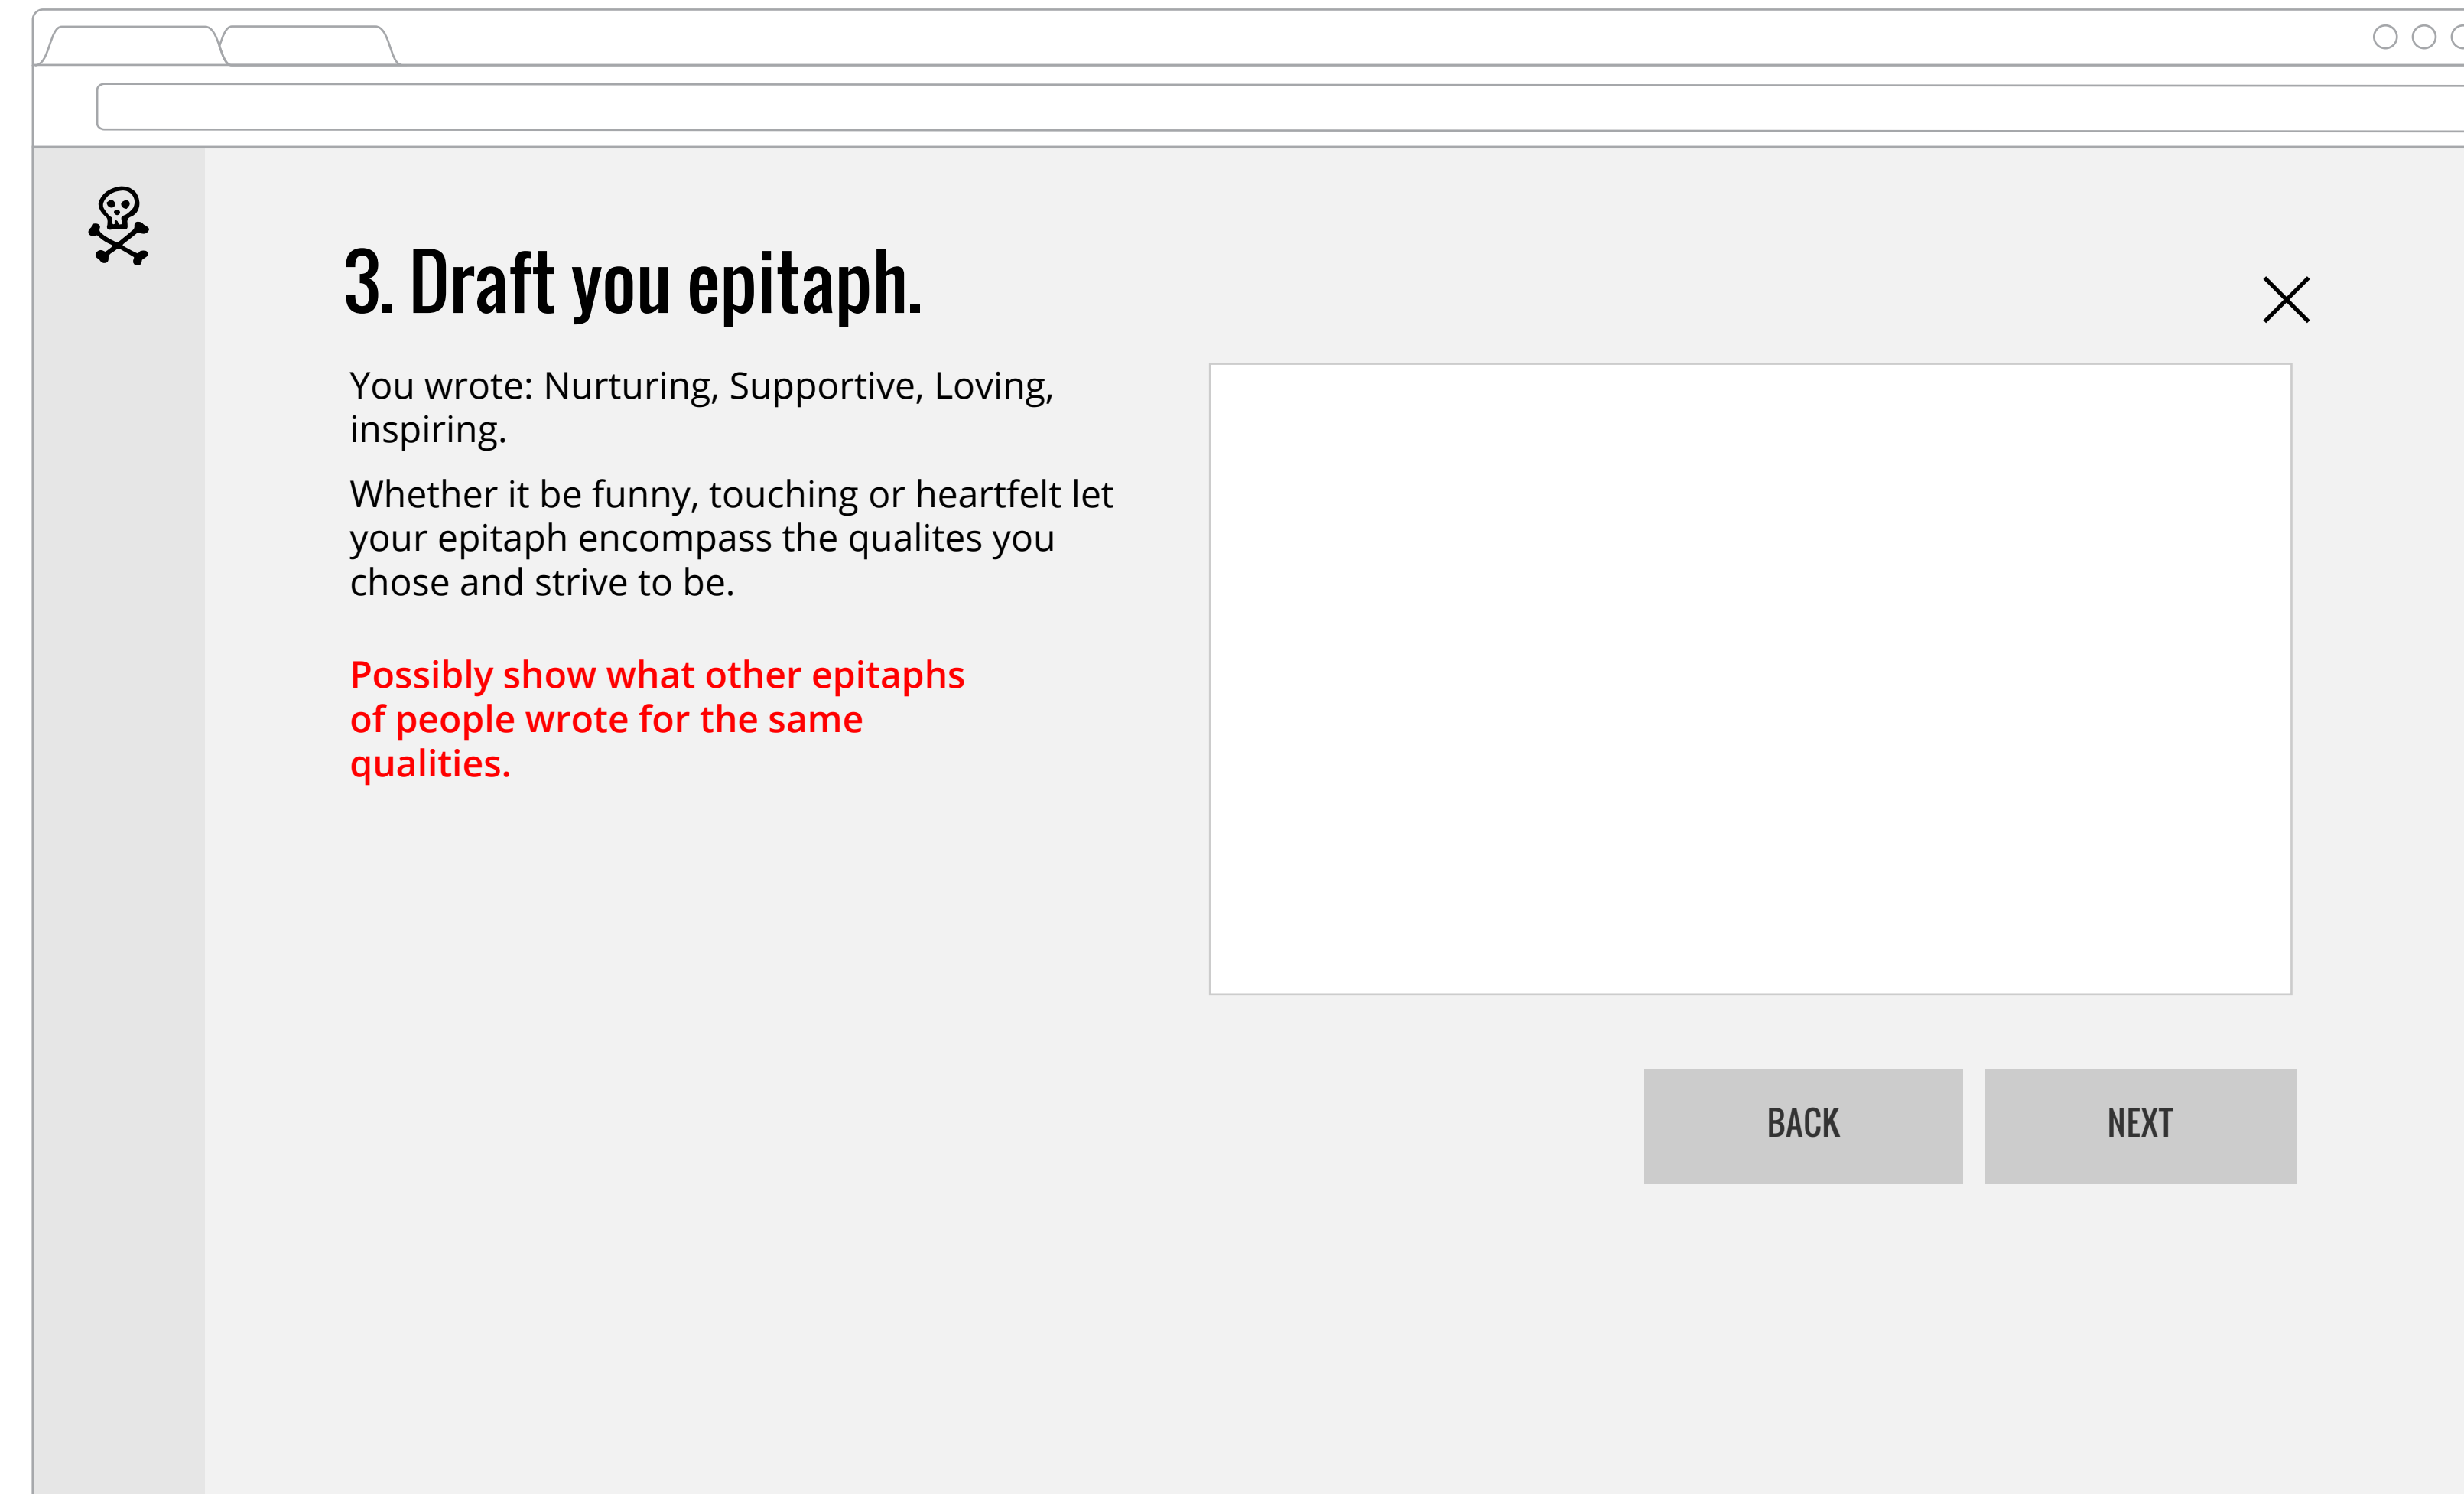 3. Draft you epitaph.
You wrote: Nurturing, Supportive, Loving,
inspiring.
Whether it be funny, touching or heartfelt let
your epitaph encompass the qualites you
chose and strive to be.
Possibly show what other epitaphs
of people wrote for the same
qualities.
BACK
NEXT